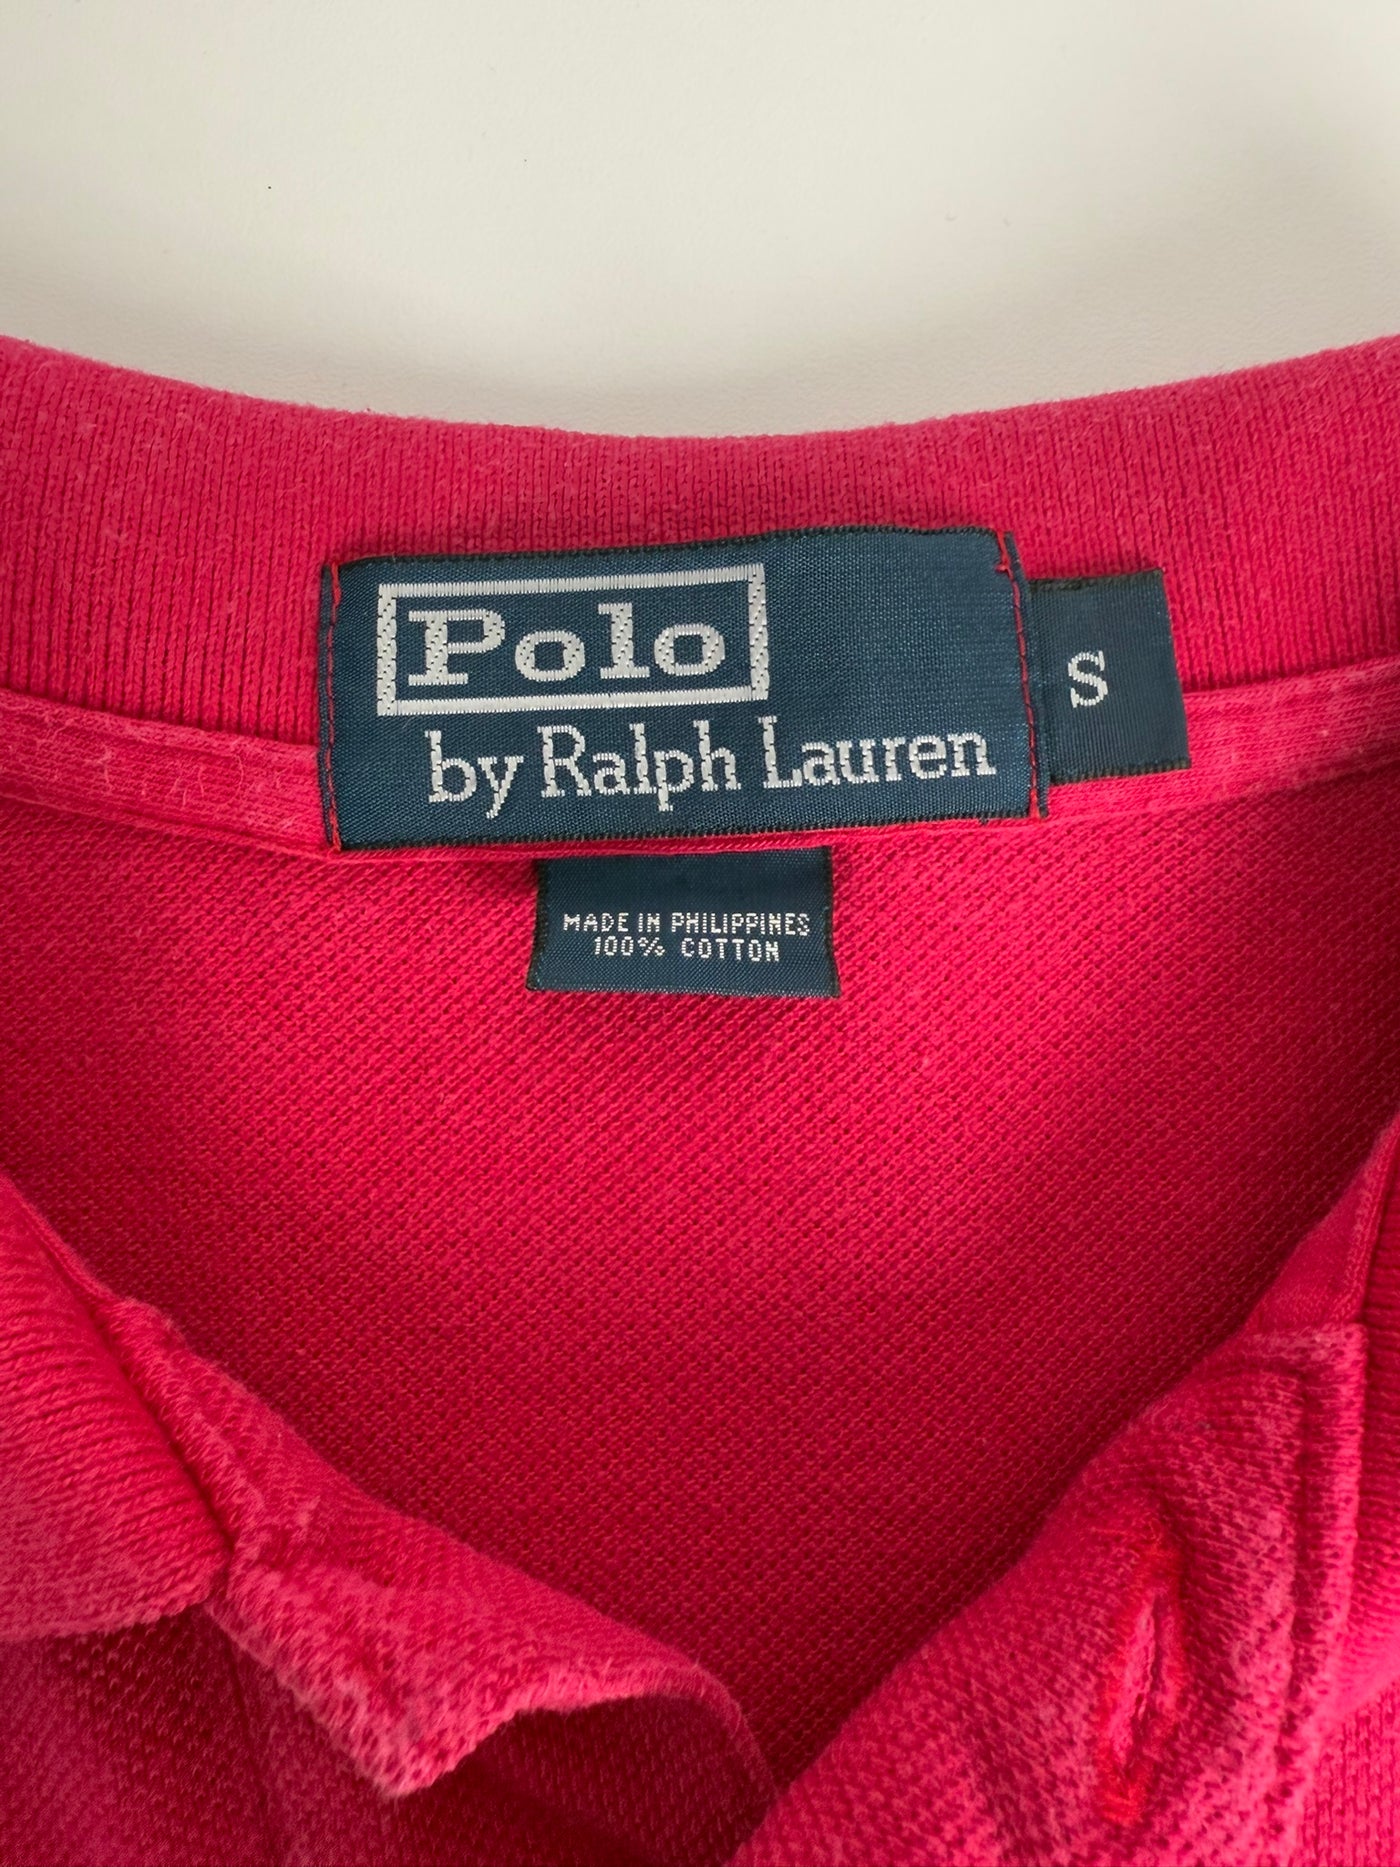 Polo
by Ralph Lauren
S
MADE IN PHILIPPINES
100% COTTON